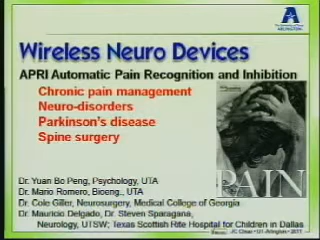 ARLINGTON
Wireless Neuro Devices
APRI Automatic Pain Recognition and Inhibition
Chronic pain management
Neuro-disorders
Parkinson's disease
Spine surgery
PAIN
Dr. Yuan Bo Peng, Psychology, UTA
Dr. Mario Romero, Bioeng., UTA
Dr. Cole Giller, Neurosurgery, Medical College of Georgia
Dr. Mauricio Delgado, Dr. Steven Sparagana,
Neurology, UTSW; Texas Scottish Rite Hospital for Children in Dallas